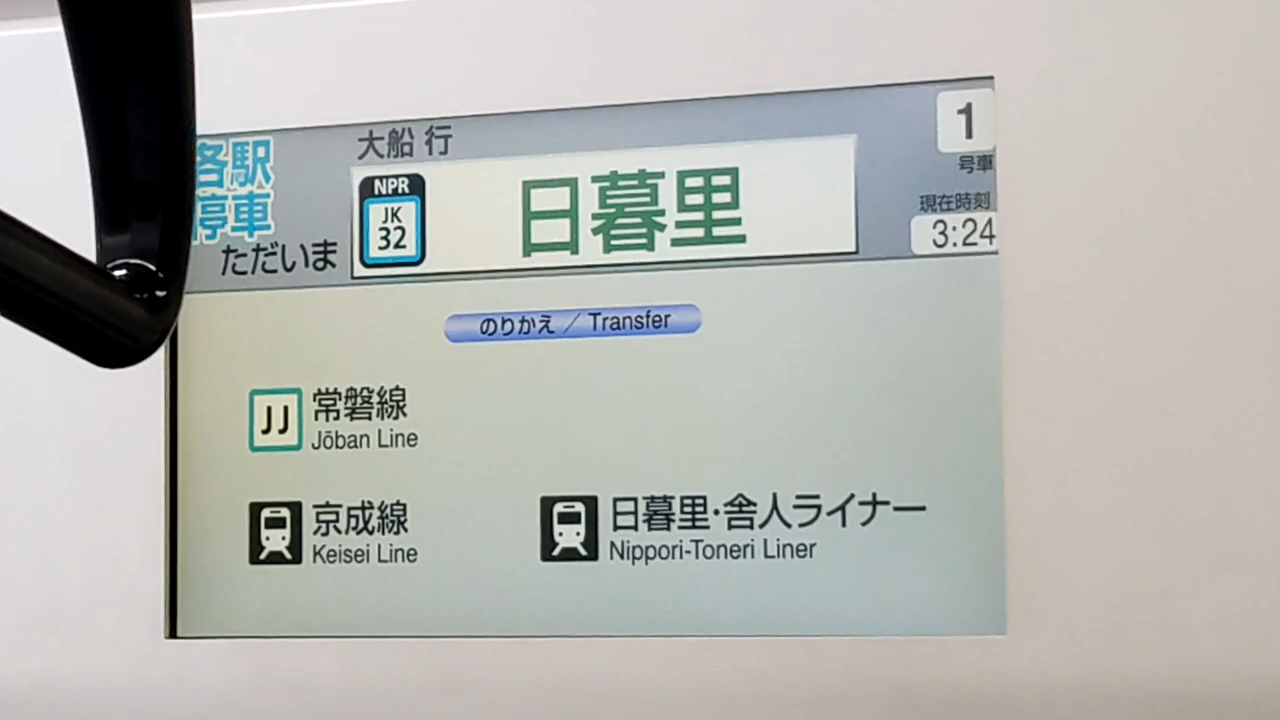 各駅
停車
大船 行
ただいま
NPR
JK
32
日暮里
1
号車
現在時刻
3:24
のりかえ / Transfer
JJ 常磐線
Jōban Line
京成線
Keisei Line
日暮里・舎人ライナー
Nippori-Toneri Liner